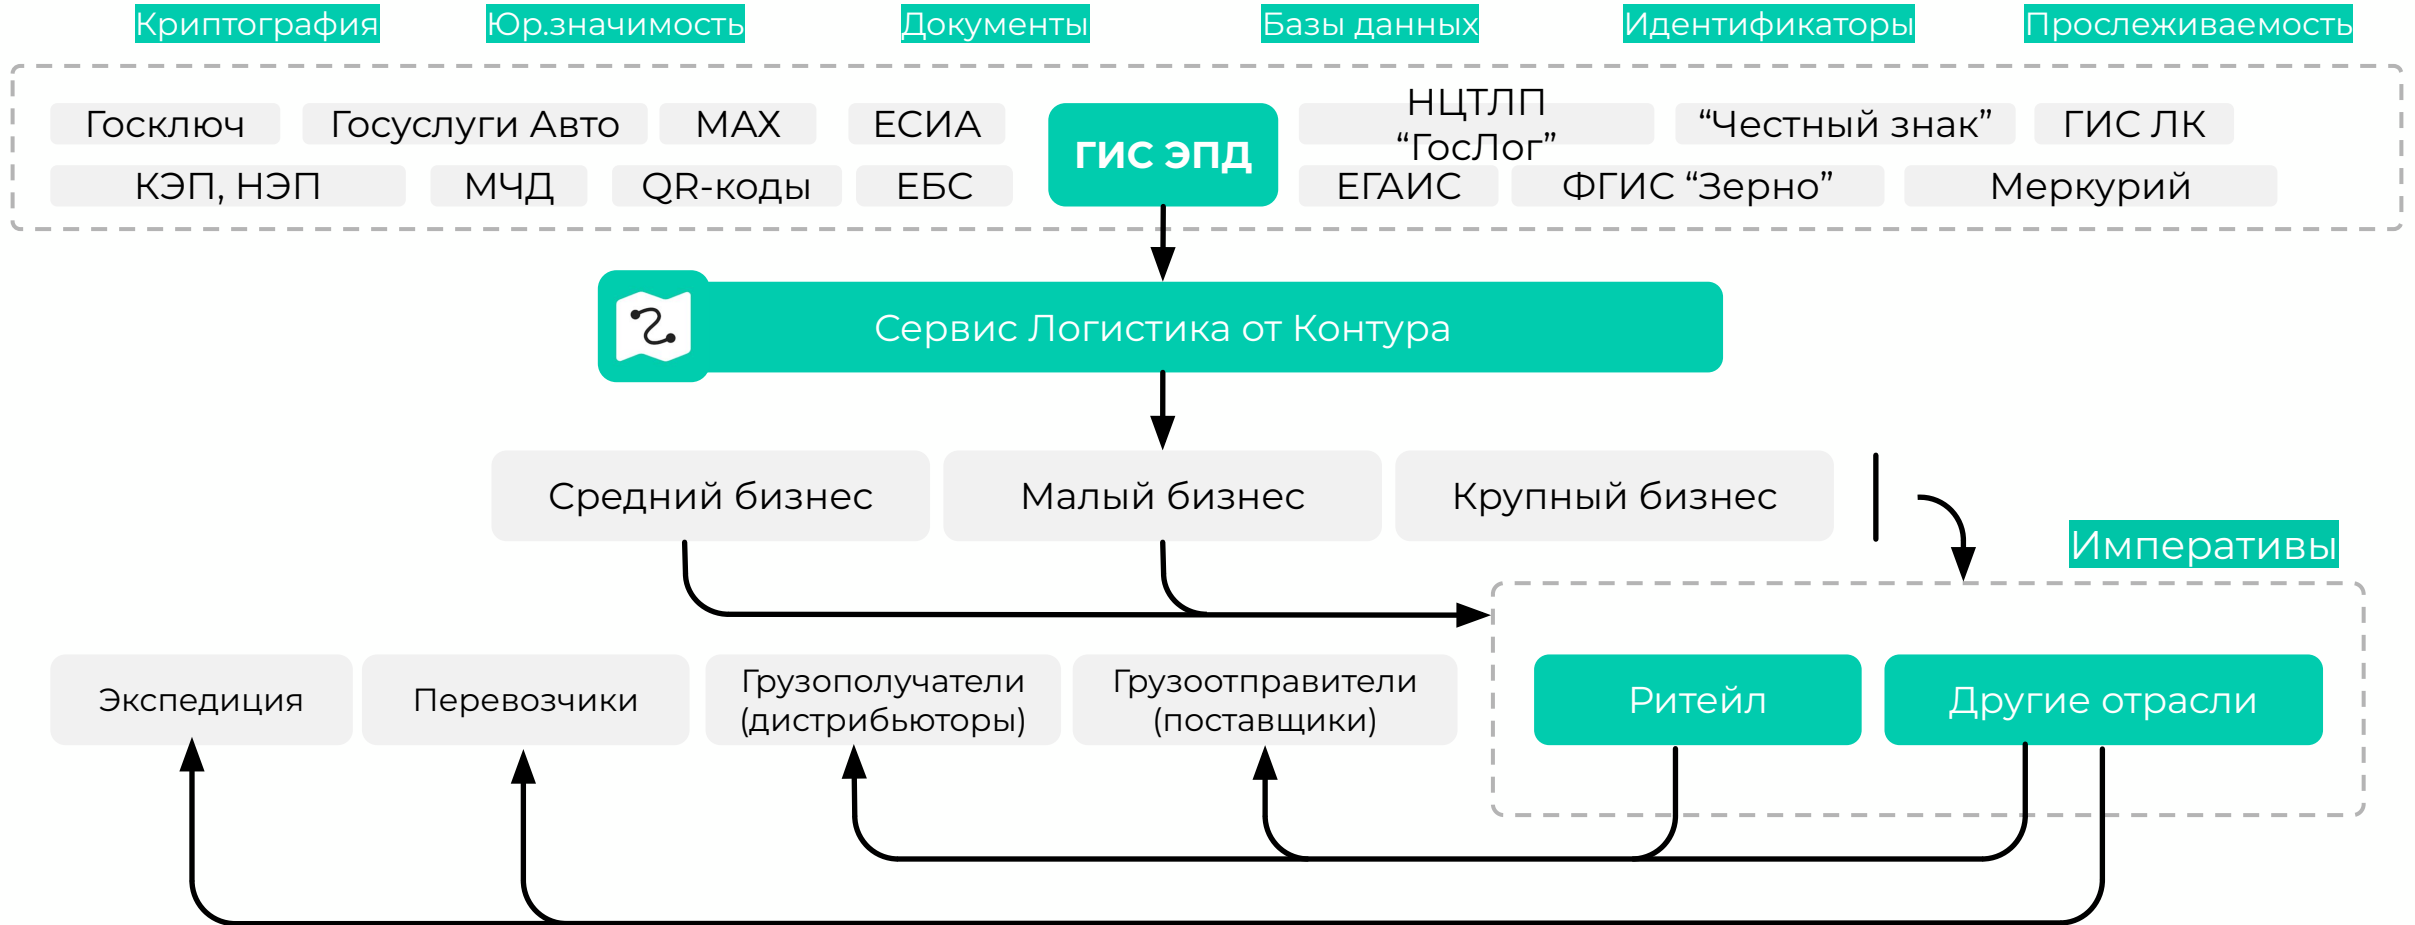 Криптография
Юр.значимость
Документы
Базы данных
Идентификаторы
Прослеживаемость
Госключ
Госуслуги Авто
МАХ
ЕСИА
ГИС ЭПД
НЦТЛП
“ГосЛог”
“Честный знак”
ГИС ЛК
КЭП, НЭП
МЧД
QR-коды
ЕБС
ЕГАИС
ФГИС “Зерно”
Меркурий
Сервис Логистика от Контура
Средний бизнес
Малый бизнес
Крупный бизнес
Императивы
Экспедиция
Перевозчики
Грузополучатели
(дистрибьюторы)
Грузоотправители
(поставщики)
Ритейл
Другие отрасли